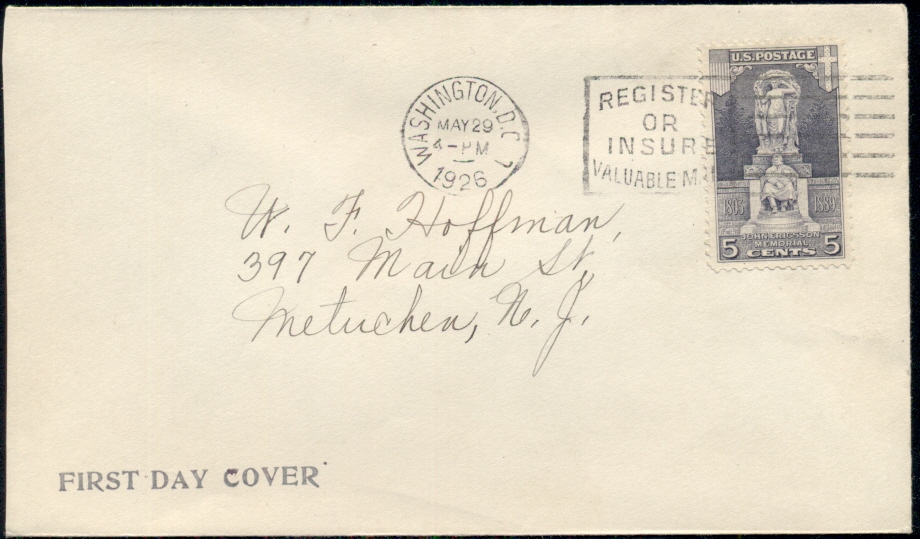 WASHINGTON, D.C. 7
MAY 29
4-PM
1926
REGISTER
OR
INSURE
VALUABLE M
U.S. POSTAGE
1803 1889
JOHN ERICSSON
MEMORIAL
5 CENTS 5
W. F. Hoffman,
397 Main St.
Metuchen, N. J.
FIRST DAY COVER